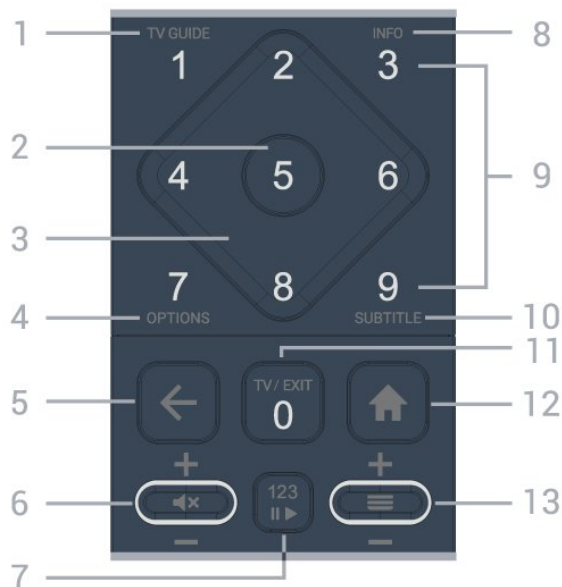 1 TV GUIDE INFO 8
1 2 3
2 4 5 6 9
3
7 8 9
4 OPTIONS SUBTITLE 10
11
5 TV/ EXIT 12
0
+ +
6 123 13
− −
7